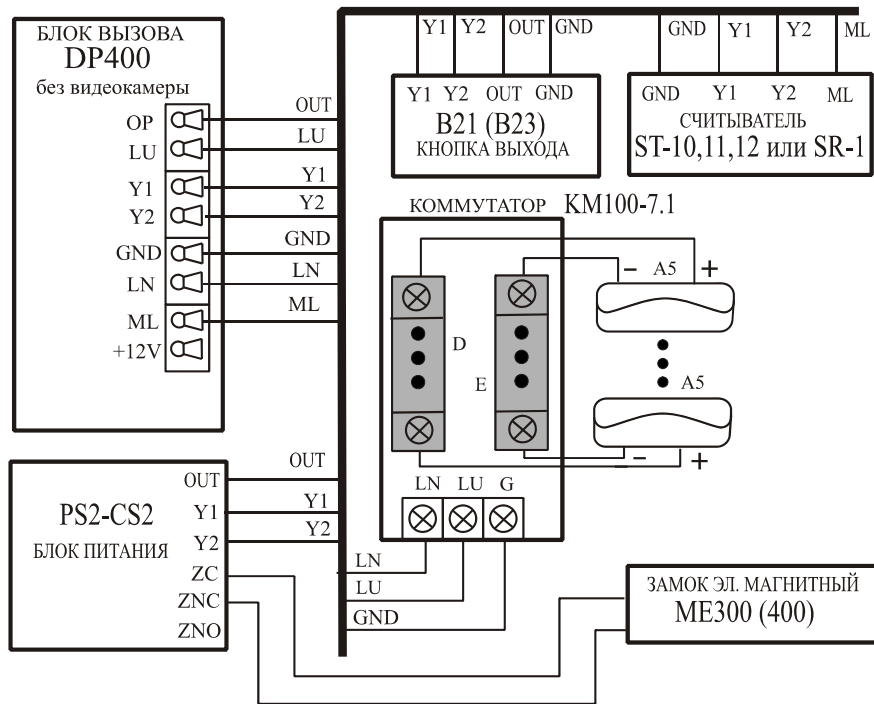 БЛОК ВЫЗОВА
DP400
без видеокамеры
OP
LU
Y1
Y2
GND
LN
ML
+12V
OUT
LU
Y1
Y2
GND
LN
ML
Y1 Y2 OUT GND
Y1 Y2 OUT GND
B21 (B23)
КНОПКА ВЫХОДА
GND Y1 Y2 ML
GND Y1 Y2 ML
СЧИТЫВАТЕЛЬ
ST-10,11,12 или SR-1
КОММУТАТОР KM100-7.1
D
E
– A5 +
A5
– +
–
LN LU G
LN
LU
GND
PS2-CS2
БЛОК ПИТАНИЯ
OUT
Y1
Y2
ZC
ZNC
ZNO
OUT
Y1
Y2
ЗАМОК ЭЛ. МАГНИТНЫЙ
ME300 (400)